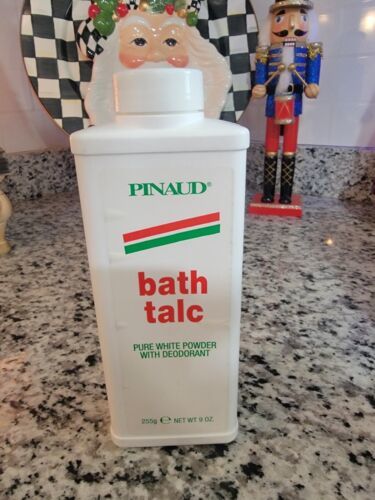 PINAUD®
bath
talc
PURE WHITE POWDER
WITH DEODORANT
255g ℮ NET WT. 9 OZ.